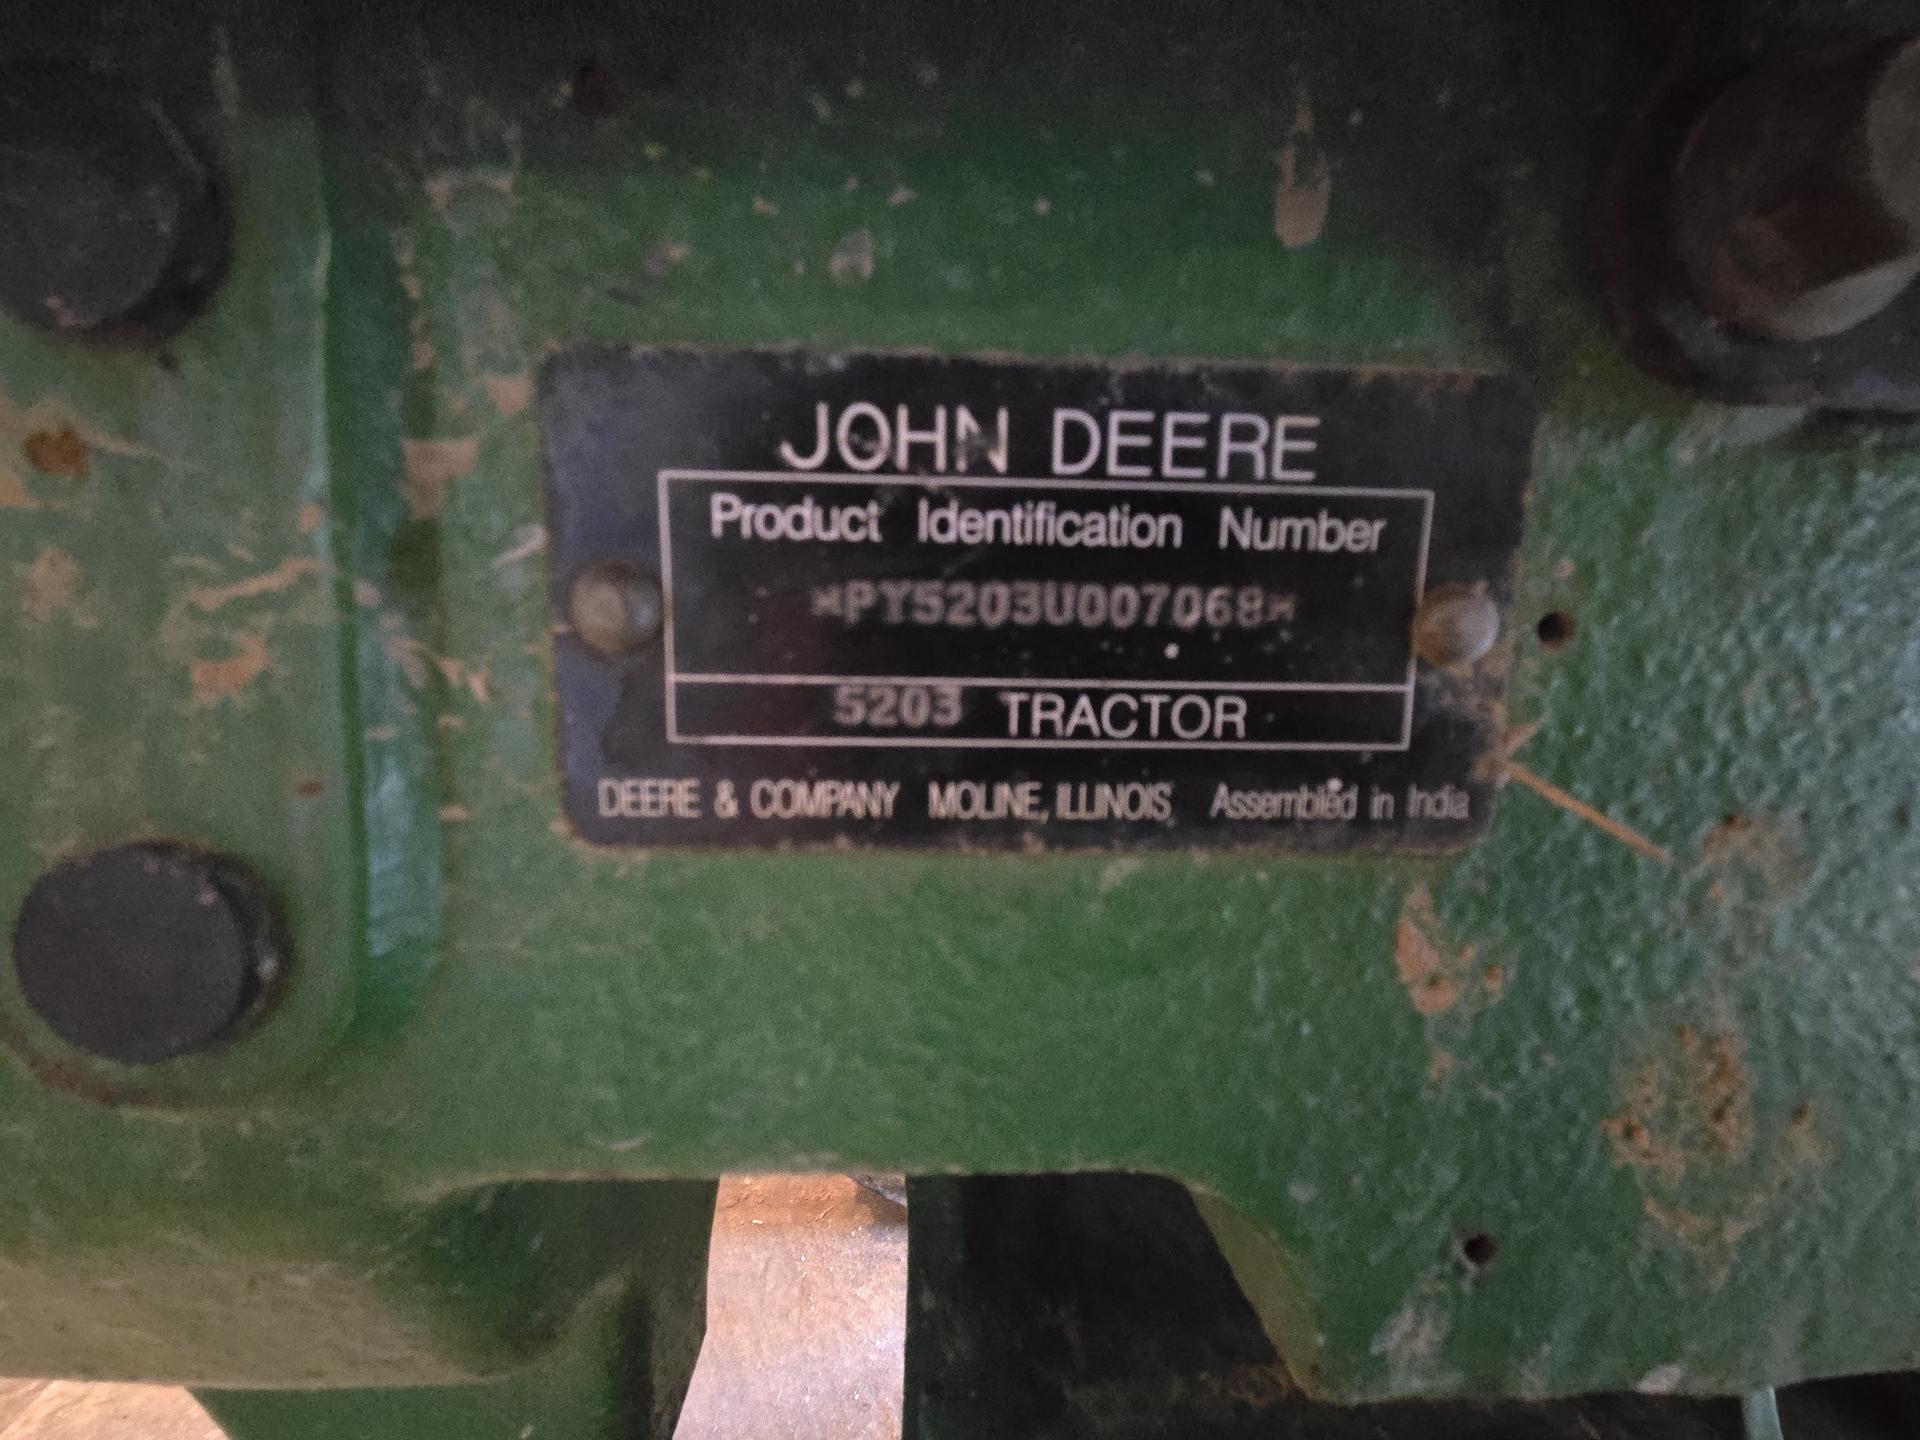 JOHN DEERE
Product Identification Number
*PY5203U007068*
5203 TRACTOR
DEERE & COMPANY MOLINE, ILLINOIS Assembled in India